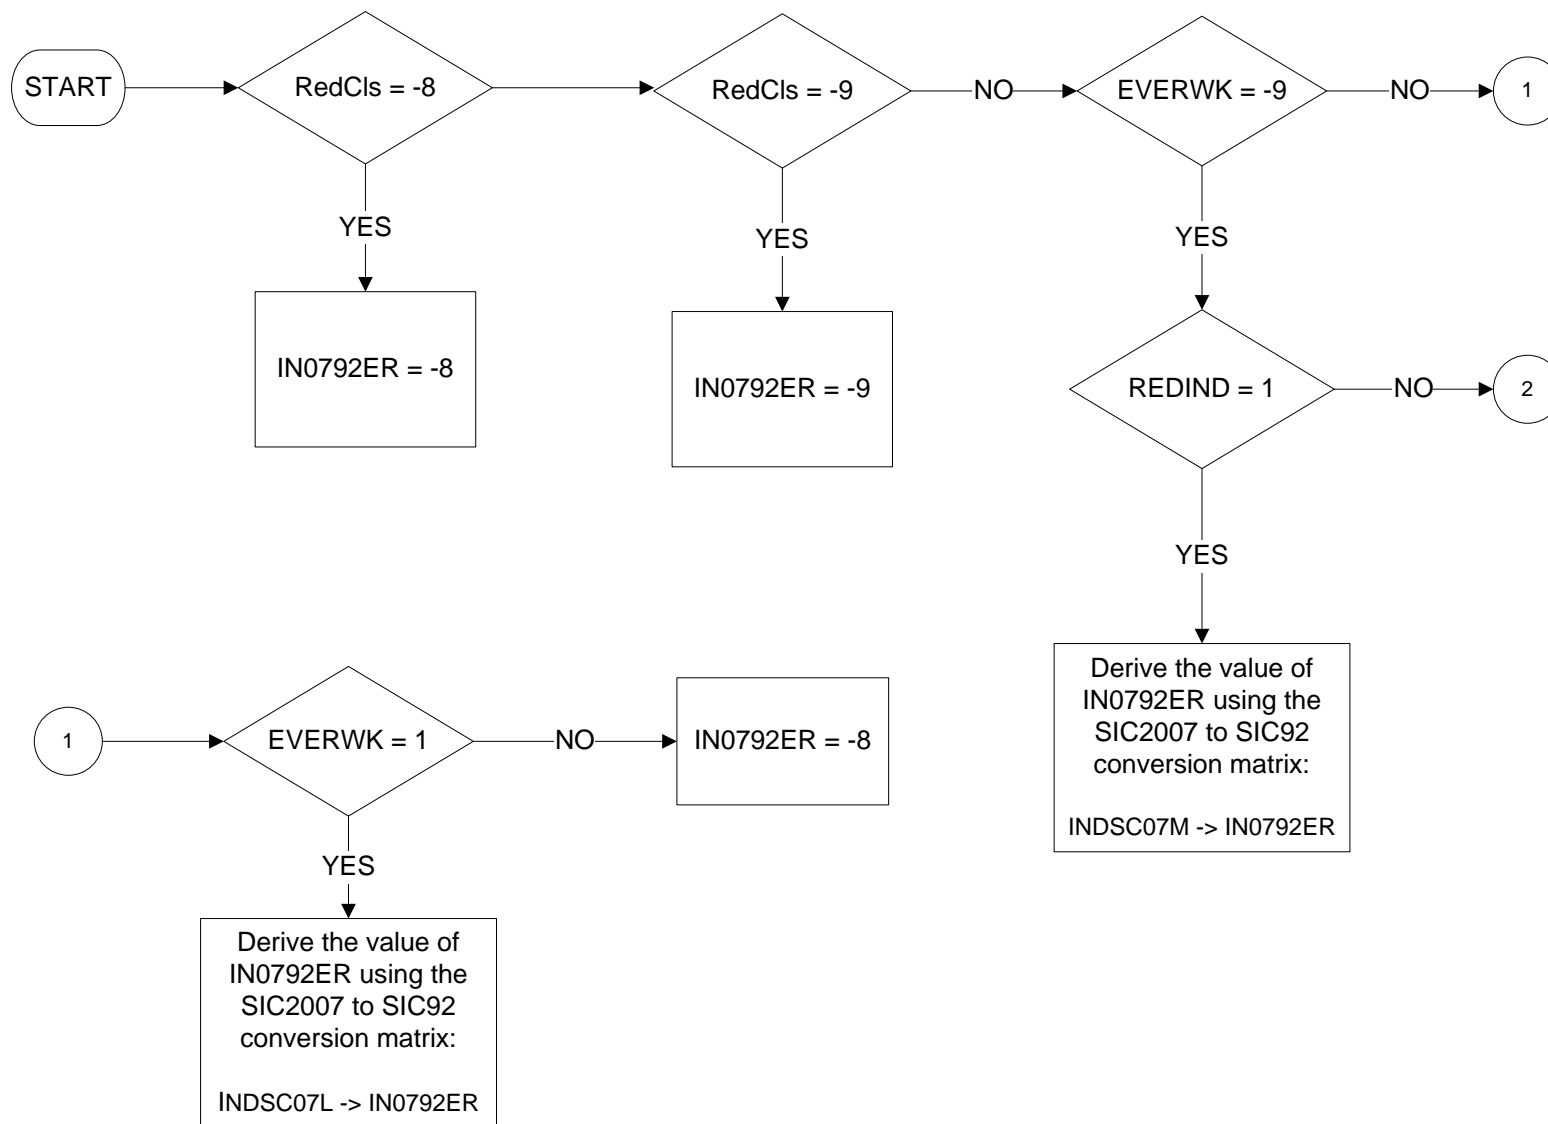 START
RedCls = -8
RedCls = -9
NO
EVERWK = -9
NO
1
YES
YES
YES
IN0792ER = -8
IN0792ER = -9
REDIND = 1
NO
2
YES
Derive the value of
IN0792ER using the
SIC2007 to SIC92
conversion matrix:
INDSC07M -> IN0792ER
1
EVERWK = 1
NO
IN0792ER = -8
YES
Derive the value of
IN0792ER using the
SIC2007 to SIC92
conversion matrix:
INDSC07L -> IN0792ER